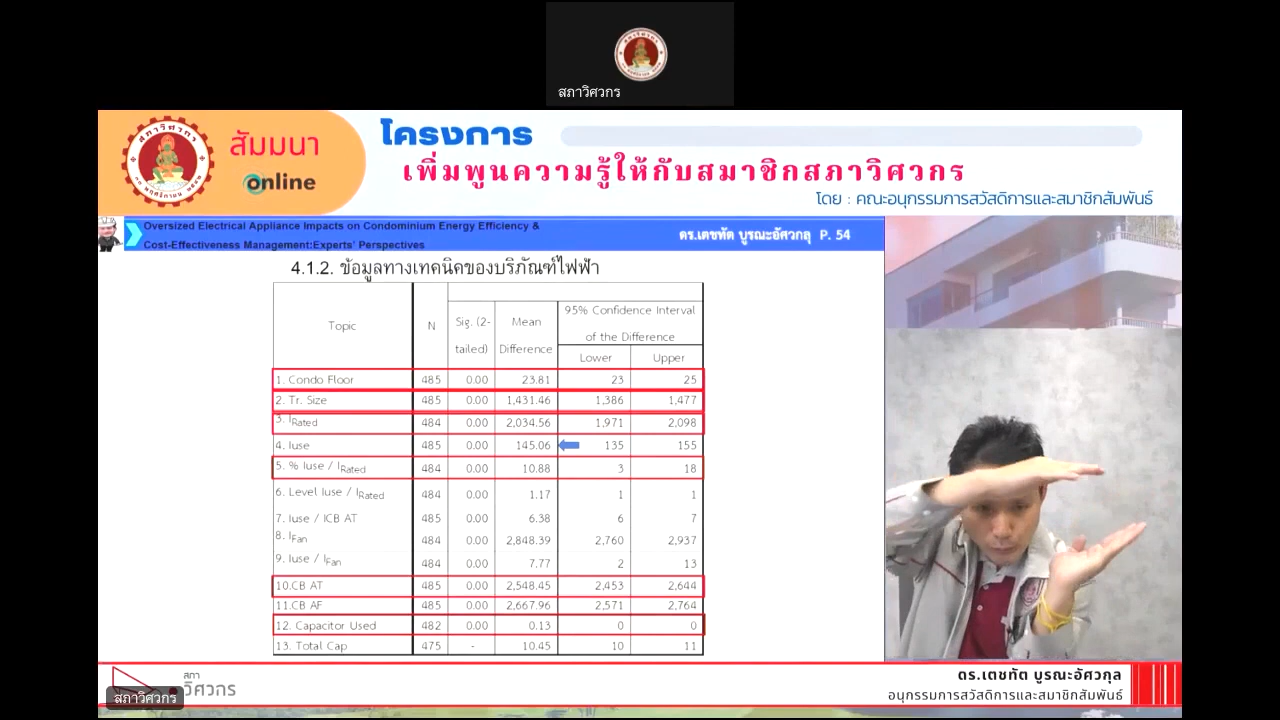 สภาวิศวกร
สัมมนา
online
โครงการ
เพิ่มพูนความรู้ให้กับสมาชิกสภาวิศวกร
โดย : คณะอนุกรรมการสวัสดิการและสมาชิกสัมพันธ์
Oversized Electrical Appliance Impacts on Condominium Energy Efficiency &
Cost-Effectiveness Management:Experts' Perspectives
ดร.เตชทัต บูรณะอัศวกุล P. 54
4.1.2. ข้อมูลทางเทคนิคของบริภัณฑ์ไฟฟ้า
Topic N Sig. (2-tailed) Mean Difference 95% Confidence Interval of the Difference
Lower Upper
1. Condo Floor 485 0.00 23.81 23 25
2. Tr. Size 485 0.00 1,431.46 1,386 1,477
3. IRated 484 0.00 2,034.56 1,971 2,098
4. Iuse 485 0.00 145.06 135 155
5. % Iuse / IRated 484 0.00 10.88 3 18
6. Level Iuse / IRated 484 0.00 1.17 1 1
7. Iuse / ICB AT 485 0.00 6.38 6 7
8. IFan 484 0.00 2,848.39 2,760 2,937
9. Iuse / IFan 484 0.00 7.77 2 13
10.CB AT 485 0.00 2,548.45 2,453 2,644
11.CB AF 485 0.00 2,667.96 2,571 2,764
12. Capacitor Used 482 0.00 0.13 0 0
13. Total Cap 475 - 10.45 10 11
สภา
วิศวกร
สภาวิศวกร
ดร.เตชทัต บูรณะอัศวกุล
อนุกรรมการสวัสดิการและสมาชิกสัมพันธ์